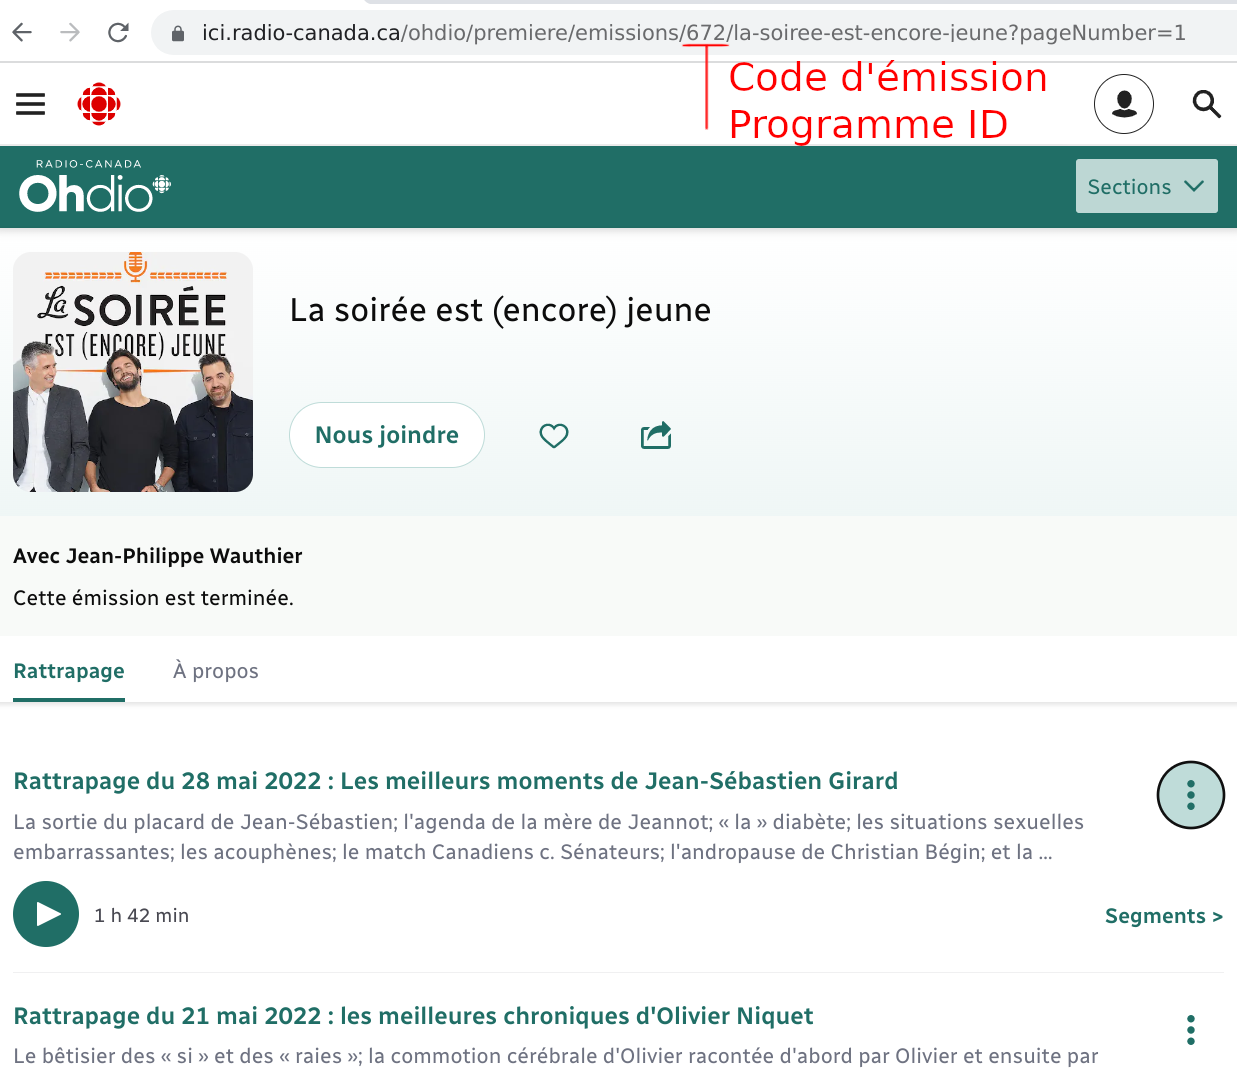 ici.radio-canada.ca/ohdio/premiere/emissions/672/la-soiree-est-encore-jeune?pageNumber=1
Code d'émission
Programme ID
RADIO-CANADA
Ohdio
Sections
La SOIRÉE
EST (ENCORE) JEUNE
La soirée est (encore) jeune
Nous joindre
Avec Jean-Philippe Wauthier
Cette émission est terminée.
Rattrapage À propos
Rattrapage du 28 mai 2022 : Les meilleurs moments de Jean-Sébastien Girard
La sortie du placard de Jean-Sébastien; l'agenda de la mère de Jeannot; « la » diabète; les situations sexuelles
embarrassantes; les acouphènes; le match Canadiens c. Sénateurs; l'andropause de Christian Bégin; et la ...
1 h 42 min
Segments >
Rattrapage du 21 mai 2022 : les meilleures chroniques d'Olivier Niquet
Le bêtisier des « si » et des « raies »; la commotion cérébrale d'Olivier racontée d'abord par Olivier et ensuite par